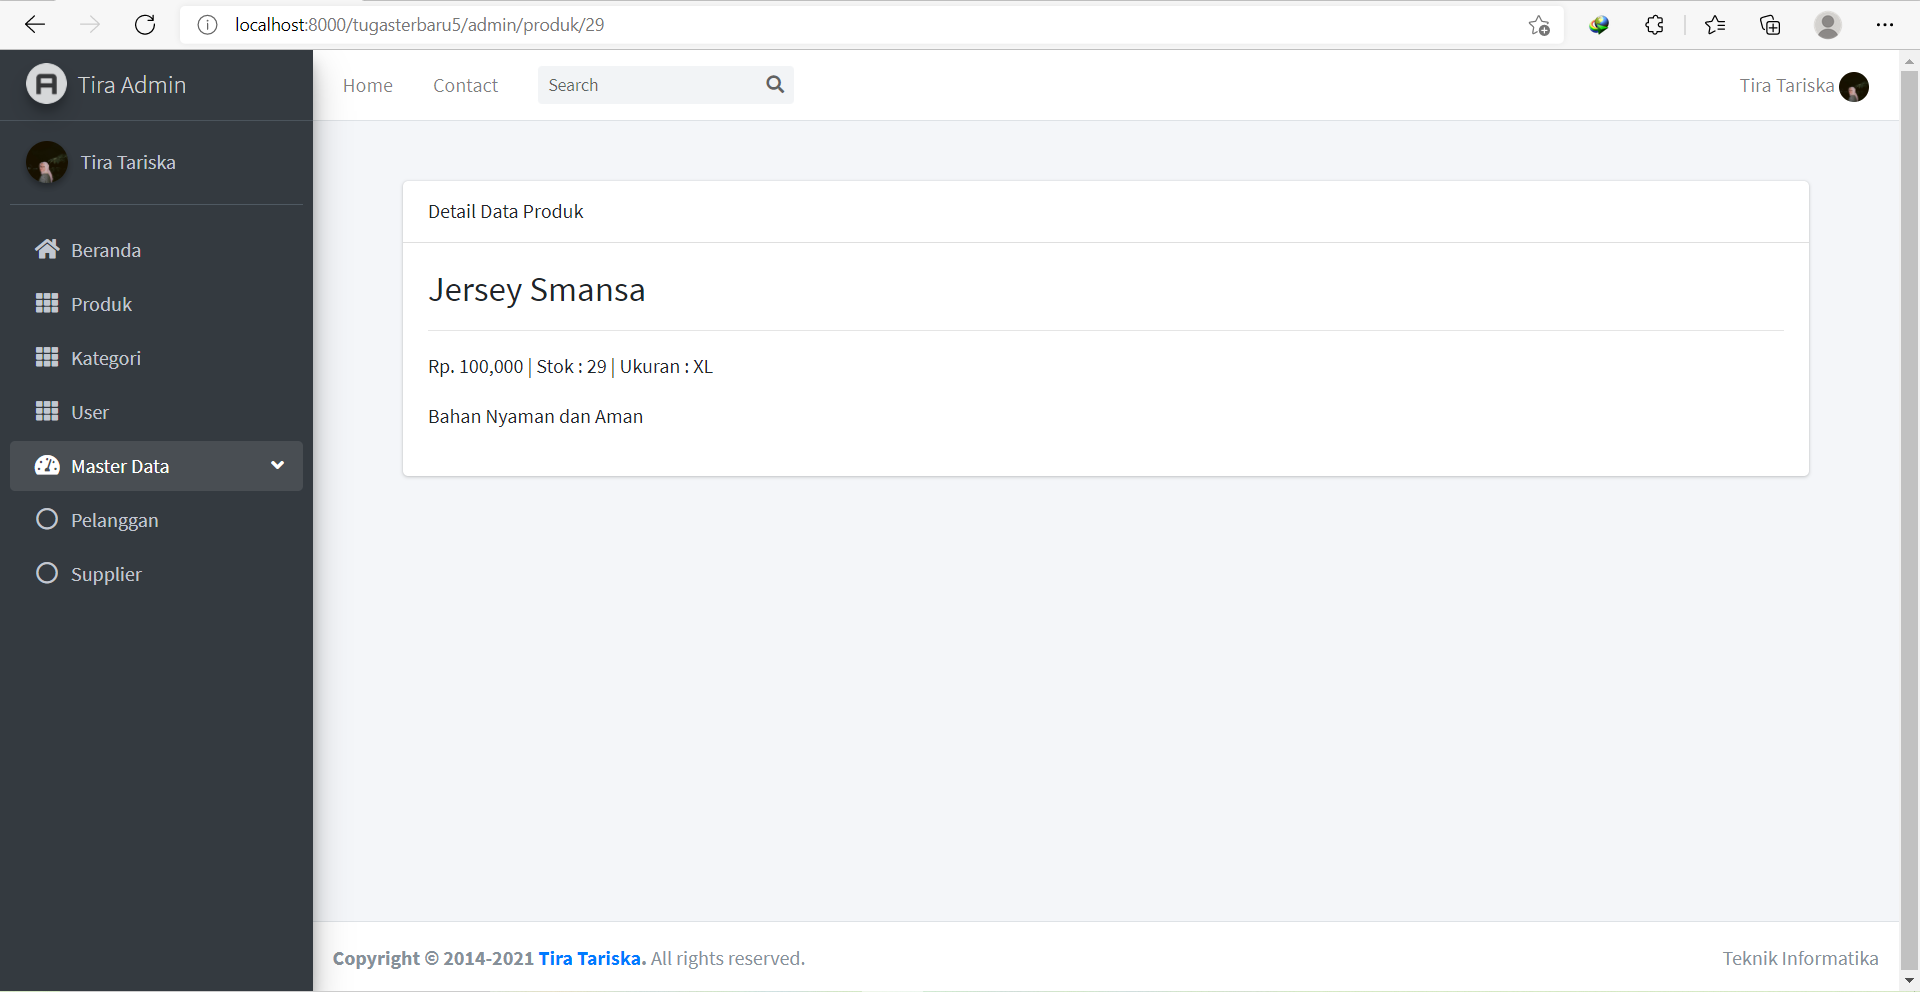 localhost:8000/tugasterbaru5/admin/produk/29
Tira Admin
Home
Contact
Search
Tira Tariska
Tira Tariska
Beranda
Produk
Kategori
User
Master Data
Pelanggan
Supplier
Detail Data Produk
Jersey Smansa
Rp. 100,000 | Stok : 29 | Ukuran : XL
Bahan Nyaman dan Aman
Copyright © 2014-2021 Tira Tariska. All rights reserved.
Teknik Informatika